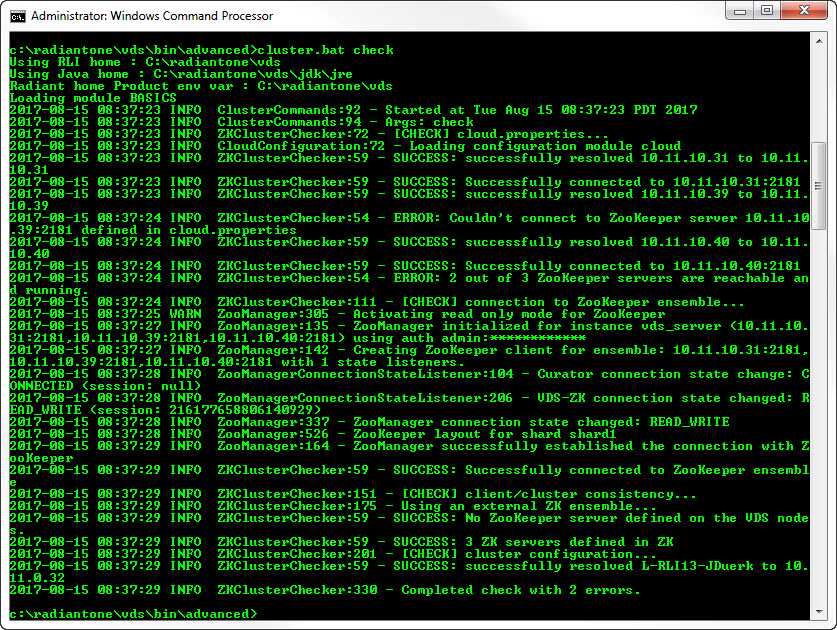 Administrator: Windows Command Processor
c:\radiantone\vds\bin\advanced>cluster.bat check
Using RLI home : C:\radiantone\vds
Using Java home : C:\radiantone\vds\jdk\jre
Radiant home Product env var : C:\radiantone\vds
Loading module BASICS
2017-08-15 08:37:23 INFO  ClusterCommands:92 - Started at Tue Aug 15 08:37:23 PDT 2017
2017-08-15 08:37:23 INFO  ClusterCommands:94 - Args: check
2017-08-15 08:37:23 INFO  ZKClusterChecker:72 - [CHECK] cloud.properties...
2017-08-15 08:37:23 INFO  CloudConfiguration:72 - Loading configuration module cloud
2017-08-15 08:37:23 INFO  ZKClusterChecker:59 - SUCCESS: successfully resolved 10.11.10.31 to 10.11.
10.31
2017-08-15 08:37:23 INFO  ZKClusterChecker:59 - SUCCESS: Successfully connected to 10.11.10.31:2181
2017-08-15 08:37:23 INFO  ZKClusterChecker:59 - SUCCESS: successfully resolved 10.11.10.39 to 10.11.
10.39
2017-08-15 08:37:24 INFO  ZKClusterChecker:54 - ERROR: Couldn't connect to ZooKeeper server 10.11.10
.39:2181 defined in cloud.properties
2017-08-15 08:37:24 INFO  ZKClusterChecker:59 - SUCCESS: successfully resolved 10.11.10.40 to 10.11.
10.40
2017-08-15 08:37:24 INFO  ZKClusterChecker:59 - SUCCESS: Successfully connected to 10.11.10.40:2181
2017-08-15 08:37:24 INFO  ZKClusterChecker:54 - ERROR: 2 out of 3 ZooKeeper servers are reachable an
d running.
2017-08-15 08:37:24 INFO  ZKClusterChecker:111 - [CHECK] connection to ZooKeeper ensemble...
2017-08-15 08:37:25 WARN  ZooManager:305 - Activating read only mode for ZooKeeper
2017-08-15 08:37:27 INFO  ZooManager:135 - ZooManager initialized for instance vds_server (10.11.10.
31:2181,10.11.10.39:2181,10.11.10.40:2181) using auth admin:************
2017-08-15 08:37:27 INFO  ZooManager:142 - Creating ZooKeeper client for ensemble: 10.11.10.31:2181,
10.11.10.39:2181,10.11.10.40:2181 with 1 state listeners.
2017-08-15 08:37:28 INFO  ZooManagerConnectionStateListener:104 - Curator connection state change: C
ONNECTED (session: null)
2017-08-15 08:37:28 INFO  ZooManagerConnectionStateListener:206 - VDS-ZK connection state changed: R
EAD_WRITE (session: 216177658806140929)
2017-08-15 08:37:28 INFO  ZooManager:337 - ZooManager connection state changed: READ_WRITE
2017-08-15 08:37:28 INFO  ZooManager:526 - ZooKeeper layout for shard shard1
2017-08-15 08:37:29 INFO  ZooManager:164 - ZooManager successfully established the connection with Z
ooKeeper
2017-08-15 08:37:29 INFO  ZKClusterChecker:59 - SUCCESS: Successfully connected to ZooKeeper ensembl
e
2017-08-15 08:37:29 INFO  ZKClusterChecker:151 - [CHECK] client/cluster consistency...
2017-08-15 08:37:29 INFO  ZKClusterChecker:175 - Using an external ZK ensemble...
2017-08-15 08:37:29 INFO  ZKClusterChecker:59 - SUCCESS: No ZooKeeper server defined on the VDS node
s.
2017-08-15 08:37:29 INFO  ZKClusterChecker:59 - SUCCESS: 3 ZK servers defined in ZK
2017-08-15 08:37:29 INFO  ZKClusterChecker:201 - [CHECK] cluster configuration...
2017-08-15 08:37:29 INFO  ZKClusterChecker:59 - SUCCESS: successfully resolved L-RLI13-JDuerk to 10.
11.0.32
2017-08-15 08:37:29 INFO  ZKClusterChecker:330 - Completed check with 2 errors.
c:\radiantone\vds\bin\advanced>